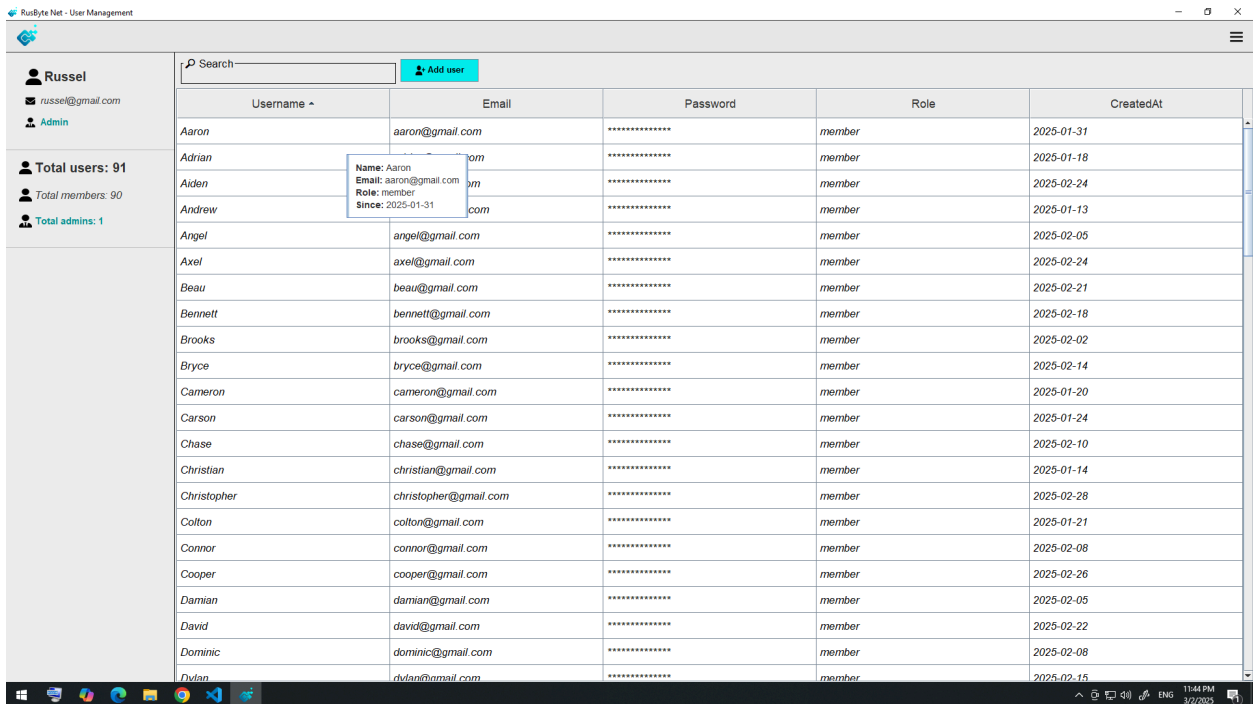 RusByte Net - User Management
Russel
russel@gmail.com
Admin
Total users: 91
Total members: 90
Total admins: 1
Search
Add user
Username Email Password Role CreatedAt
Aaron aaron@gmail.com ************** member 2025-01-31
Adrian om ************** member 2025-01-18
Aiden om ************** member 2025-02-24
Andrew com ************** member 2025-01-13
Name: Aaron
Email: aaron@gmail.com
Role: member
Since: 2025-01-31
Angel angel@gmail.com ************** member 2025-02-05
Axel axel@gmail.com ************** member 2025-02-24
Beau beau@gmail.com ************** member 2025-02-21
Bennett bennett@gmail.com ************** member 2025-02-18
Brooks brooks@gmail.com ************** member 2025-02-02
Bryce bryce@gmail.com ************** member 2025-02-14
Cameron cameron@gmail.com ************** member 2025-01-20
Carson carson@gmail.com ************** member 2025-01-24
Chase chase@gmail.com ************** member 2025-02-10
Christian christian@gmail.com ************** member 2025-01-14
Christopher christopher@gmail.com ************** member 2025-02-28
Colton colton@gmail.com ************** member 2025-01-21
Connor connor@gmail.com ************** member 2025-02-08
Cooper cooper@gmail.com ************** member 2025-02-26
Damian damian@gmail.com ************** member 2025-02-05
David david@gmail.com ************** member 2025-02-22
Dominic dominic@gmail.com ************** member 2025-02-08
Dylan dylan@gmail.com ************** member 2025-02-15
ENG
11:44 PM
3/2/2025
1